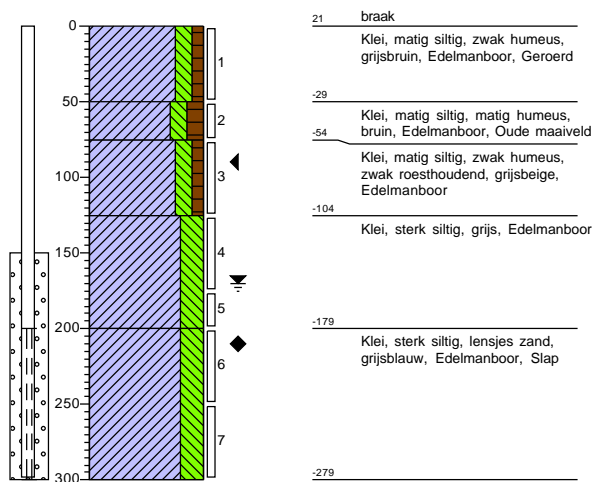 0
50
100
150
200
250
300
1
2
3
4
5
6
7
21 braak
Klei, matig siltig, zwak humeus,
grijsbruin, Edelmanboor, Geroerd
-29
Klei, matig siltig, matig humeus,
bruin, Edelmanboor, Oude maaiveld
-54
Klei, matig siltig, zwak humeus,
zwak roesthoudend, grijsbeige,
Edelmanboor
-104
Klei, sterk siltig, grijs, Edelmanboor
-179
Klei, sterk siltig, lensjes zand,
grijsblauw, Edelmanboor, Slap
-279